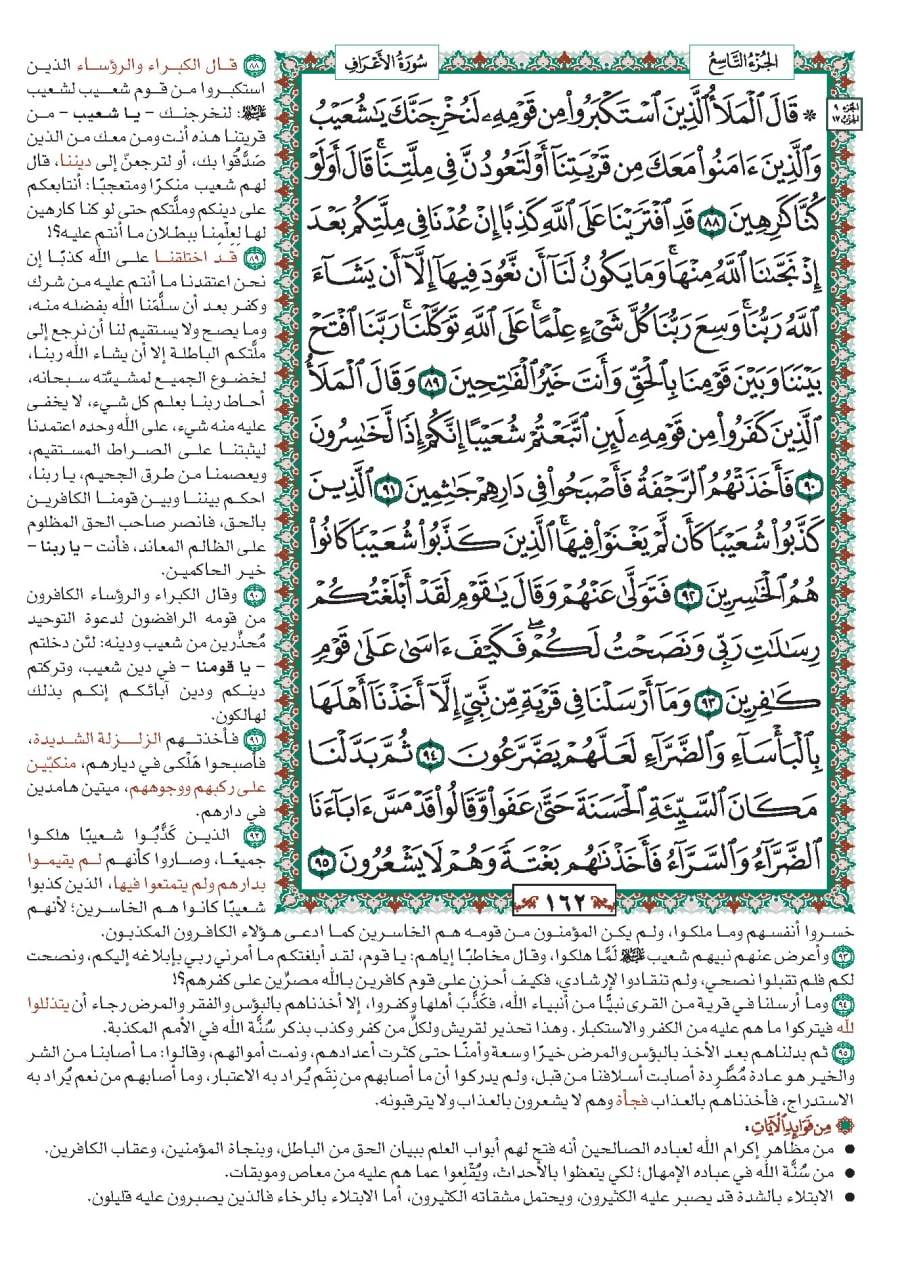 الجزء التاسع
سورة الأعراف
الجزء ٩
الحزب ١٧
۞ قَالَ ٱلۡمَلَأُ ٱلَّذِينَ ٱسۡتَكۡبَرُواْ مِن قَوۡمِهِۦ لَنُخۡرِجَنَّكَ يَٰشُعَيۡبُ
وَٱلَّذِينَ ءَامَنُواْ مَعَكَ مِن قَرۡيَتِنَآ أَوۡ لَتَعُودُنَّ فِي مِلَّتِنَاۚ قَالَ أَوَلَوۡ
كُنَّا كَٰرِهِينَ ٨٨ قَدِ ٱفۡتَرَيۡنَا عَلَى ٱللَّهِ كَذِبًا إِنۡ عُدۡنَا فِي مِلَّتِكُم بَعۡدَ
إِذۡ نَجَّىٰنَا ٱللَّهُ مِنۡهَاۚ وَمَا يَكُونُ لَنَآ أَن نَّعُودَ فِيهَآ إِلَّآ أَن يَشَآءَ
ٱللَّهُ رَبُّنَاۚ وَسِعَ رَبُّنَا كُلَّ شَيۡءٍ عِلۡمًاۚ عَلَى ٱللَّهِ تَوَكَّلۡنَاۚ رَبَّنَا ٱفۡتَحۡ
بَيۡنَنَا وَبَيۡنَ قَوۡمِنَا بِٱلۡحَقِّ وَأَنتَ خَيۡرُ ٱلۡفَٰتِحِينَ ٨٩ وَقَالَ ٱلۡمَلَأُ
ٱلَّذِينَ كَفَرُواْ مِن قَوۡمِهِۦ لَئِنِ ٱتَّبَعۡتُمۡ شُعَيۡبًا إِنَّكُمۡ إِذٗا لَّخَٰسِرُونَ
٩٠ فَأَخَذَتۡهُمُ ٱلرَّجۡفَةُ فَأَصۡبَحُواْ فِي دَارِهِمۡ جَٰثِمِينَ ٩١ ٱلَّذِينَ
كَذَّبُواْ شُعَيۡبٗا كَأَن لَّمۡ يَغۡنَوۡاْ فِيهَاۚ ٱلَّذِينَ كَذَّبُواْ شُعَيۡبٗا كَانُواْ
هُمُ ٱلۡخَٰسِرِينَ ٩٢ فَتَوَلَّىٰ عَنۡهُمۡ وَقَالَ يَٰقَوۡمِ لَقَدۡ أَبۡلَغۡتُكُمۡ
رِسَٰلَٰتِ رَبِّي وَنَصَحۡتُ لَكُمۡۖ فَكَيۡفَ ءَاسَىٰ عَلَىٰ قَوۡمٖ
كَٰفِرِينَ ٩٣ وَمَآ أَرۡسَلۡنَا فِي قَرۡيَةٖ مِّن نَّبِيٍّ إِلَّآ أَخَذۡنَآ أَهۡلَهَا
بِٱلۡبَأۡسَآءِ وَٱلضَّرَّآءِ لَعَلَّهُمۡ يَضَّرَّعُونَ ٩٤ ثُمَّ بَدَّلۡنَا
مَكَانَ ٱلسَّيِّئَةِ ٱلۡحَسَنَةَ حَتَّىٰ عَفَواْ وَّقَالُواْ قَدۡ مَسَّ ءَابَآءَنَا
ٱلضَّرَّآءُ وَٱلسَّرَّآءُ فَأَخَذۡنَٰهُم بَغۡتَةٗ وَهُمۡ لَا يَشۡعُرُونَ ٩٥
١٦٢
٨٨ قال الكبراء والرؤساء الذين
استكبروا من قوم شعيب لشعيب
ﷺ: لنخرجنك - يا شعيب - من
قريتنا هذه أنت ومن معك من الذين
صَدَّقُوا بك، أو لترجعنّ إلى ديننا، قال
لهم شعيب منكرًا ومتعجبًا: أنتابعكم
على دينكم وملَّتكم حتى لو كنا كارهين
لها لعِلْمِنا ببطلان ما أنتم عليه؟!
٨٩ قد اختلقنا على الله كذبًا إن
نحن اعتقدنا ما أنتم عليه من شرك
وكفر بعد أن سلَّمَنا الله بفضله منه،
وما يصح ولا يستقيم لنا أن نرجع إلى
ملَّتكم الباطلة إلا أن يشاء الله ربنا،
لخضوع الجميع لمشيئته سبحانه،
أحاط ربنا بعلم كل شيء، لا يخفى
عليه منه شيء، على الله وحده اعتمدنا
ليثبتنا على الصراط المستقيم،
ويعصمنا من طرق الجحيم، يا ربنا،
احكم بيننا وبين قومنا الكافرين
بالحق، فانصر صاحب الحق المظلوم
على الظالم المعاند، فأنت - يا ربنا -
خير الحاكمين.
٩٠ وقال الكبراء والرؤساء الكافرون
من قومه الرافضون لدعوة التوحيد
مُحذِّرين من شعيب ودينه: لئن دخلتم
- يا قومنا - في دين شعيب، وتركتم
دينكم ودين آبائكم إنكم بذلك
لهالكون.
٩١ فأخذتهم الزلزلة الشديدة،
فأصبحوا هَلْكى في ديارهم، منكبّين
على ركبهم ووجوههم، ميتين هامدين
في دارهم.
٩٢ الذين كَذَّبُوا شعيبًا هلكوا
جميعًا، وصاروا كأنهم لم يقيموا
بدارهم ولم يتمتعوا فيها، الذين كذبوا
شعيبًا كانوا هم الخاسرين؛ لأنهم
خسروا أنفسهم وما ملكوا، ولم يكن المؤمنون من قومه هم الخاسرين كما ادعى هؤلاء الكافرون المكذبون.
٩٣ وأعرض عنهم نبيهم شعيب ﷺ لَمَّا هلكوا، وقال مخاطبًا إياهم: يا قوم، لقد أبلغتكم ما أمرني ربي بإبلاغه إليكم، ونصحت
لكم فلم تقبلوا نصحي، ولم تنقادوا لإرشادي، فكيف أحزن على قوم كافرين بالله مصرِّين على كفرهم؟!
٩٤ وما أرسلنا في قرية من القرى نبيًّا من أنبياء الله، فكَذَّبَ أهلها وكفروا، إلا أخذناهم بالبؤس والفقر والمرض رجاء أن يتذللوا
لله فيتركوا ما هم عليه من الكفر والاستكبار. وهذا تحذير لقريش ولكلِّ من كفر وكذب بذكر سُنَّة الله في الأمم المكذبة.
٩٥ ثم بدلناهم بعد الأخذ بالبؤس والمرض خيرًا وسعة وأمنًا حتى كثرت أعدادهم، ونمت أموالهم، وقالوا: ما أصابنا من الشر
والخير هو عادة مُطَّرِدة أصابت أسلافنا من قبل، ولم يدركوا أن ما أصابهم من نِقَم يُراد به الاعتبار، وما أصابهم من نعم يُراد به
الاستدراج، فأخذناهم بالعذاب فجأة وهم لا يشعرون بالعذاب ولا يترقبونه.
من فوائد الآيات:
• من مظاهر إكرام الله لعباده الصالحين أنه فتح لهم أبواب العلم ببيان الحق من الباطل، وبنجاة المؤمنين، وعقاب الكافرين.
• من سُنَّة الله في عباده الإمهال؛ لكي يتعظوا بالأحداث، ويُقْلِعوا عما هم عليه من معاص وموبقات.
• الابتلاء بالشدة قد يصبر عليه الكثيرون، ويحتمل مشقاته الكثيرون، أما الابتلاء بالرخاء فالذين يصبرون عليه قليلون.